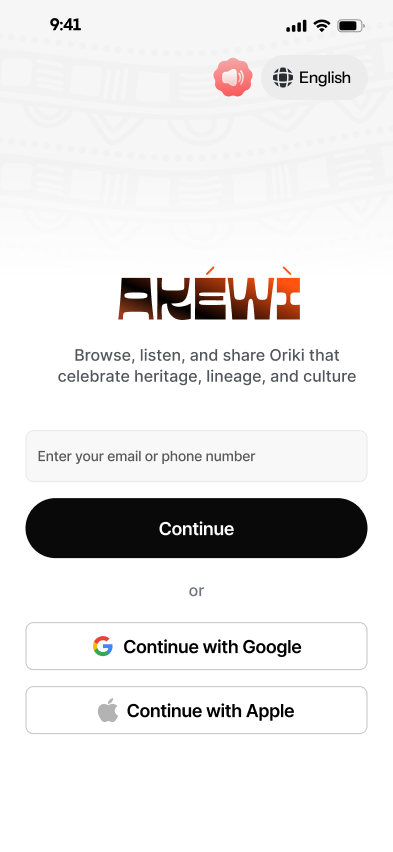 9:41
English
ARÉWÌ
Browse, listen, and share Oriki that
celebrate heritage, lineage, and culture
Enter your email or phone number
Continue
or
Continue with Google
Continue with Apple